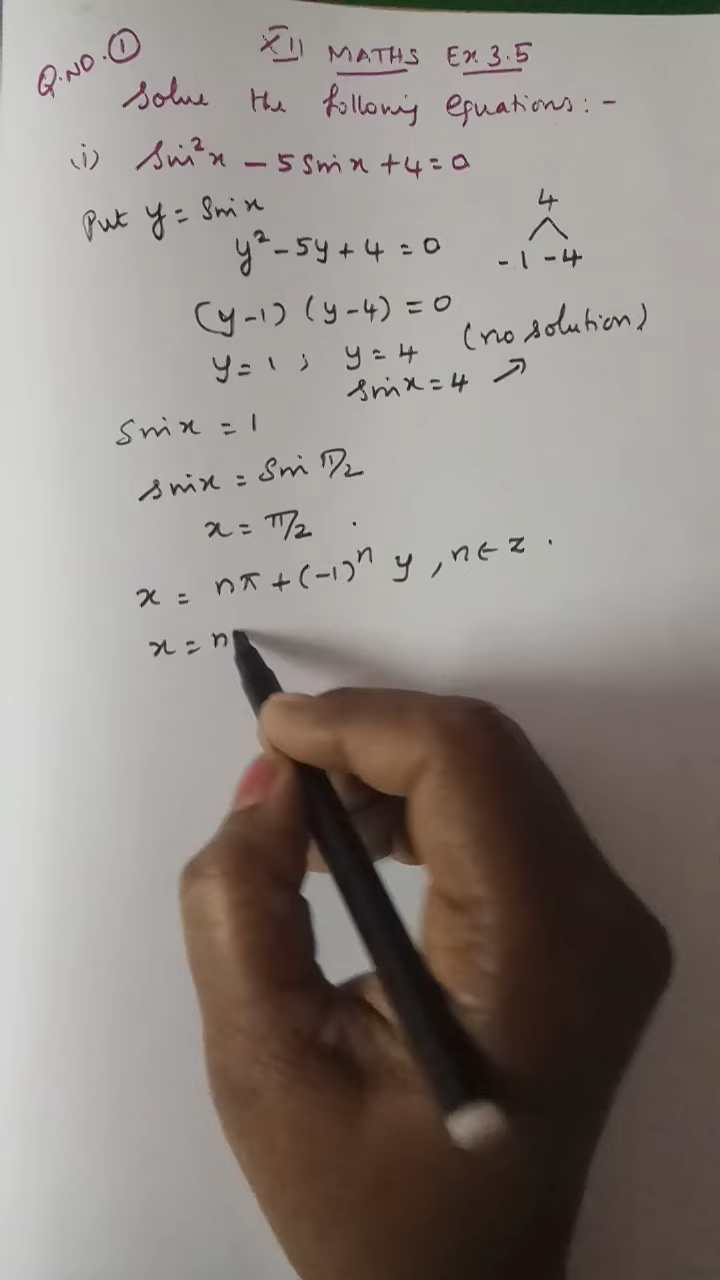 Q.NO. ① XII MATHS Ex 3.5
Solve the following equations: -
(i) Sin²x - 5 Sin x + 4 = 0
Put y = Sin x
y² - 5y + 4 = 0
4
-1 -4
(y-1) (y-4) = 0
y = 1 ; y = 4 (no solution)
sin x = 4 ↗
Sin x = 1
sin x = Sin π/2
x = π/2 .
x = nπ + (-1)ⁿ y , n ∈ z .
x = n